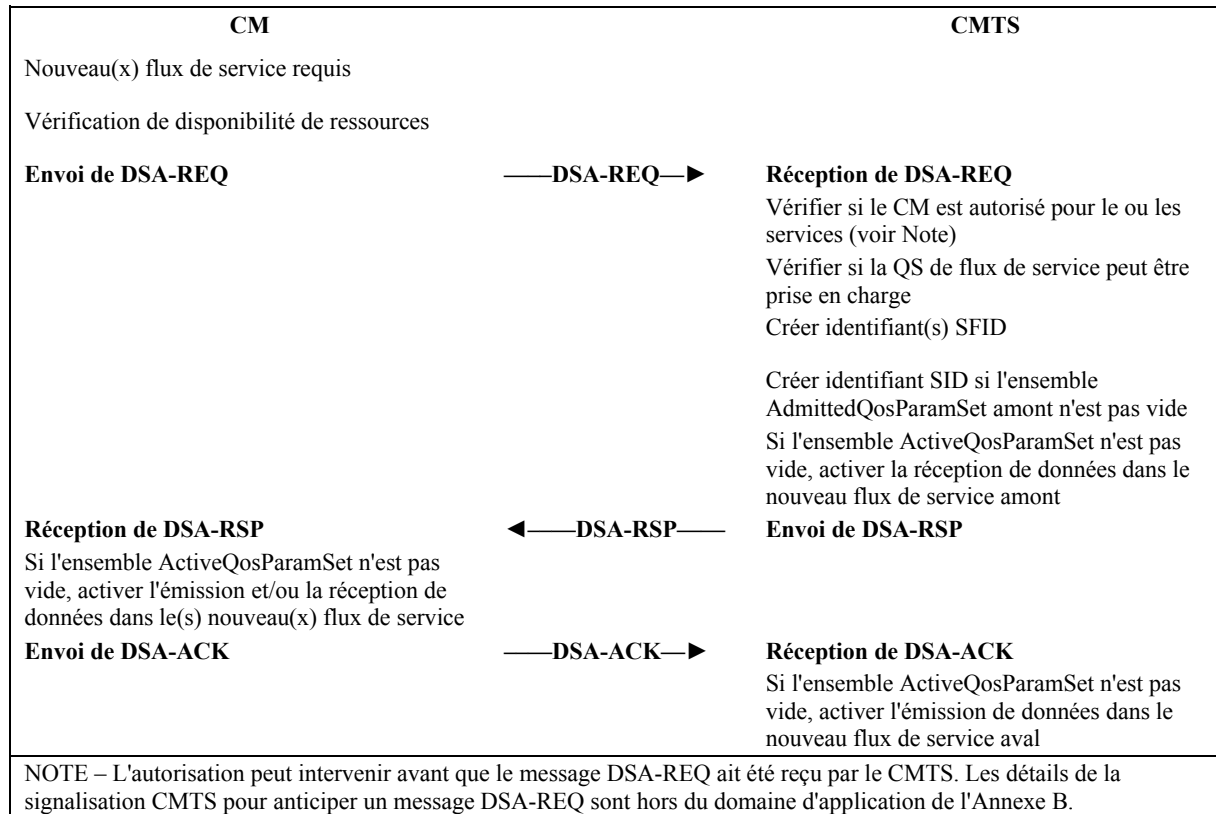 CM CMTS
Nouveau(x) flux de service requis
Vérification de disponibilité de ressources
Envoi de DSA-REQ ——DSA-REQ—► Réception de DSA-REQ
Vérifier si le CM est autorisé pour le ou les
services (voir Note)
Vérifier si la QS de flux de service peut être
prise en charge
Créer identifiant(s) SFID
Créer identifiant SID si l'ensemble
AdmittedQosParamSet amont n'est pas vide
Si l'ensemble ActiveQosParamSet n'est pas
vide, activer la réception de données dans le
nouveau flux de service amont
Réception de DSA-RSP ◄——DSA-RSP—— Envoi de DSA-RSP
Si l'ensemble ActiveQosParamSet n'est pas
vide, activer l'émission et/ou la réception de
données dans le(s) nouveau(x) flux de service
Envoi de DSA-ACK ——DSA-ACK—► Réception de DSA-ACK
Si l'ensemble ActiveQosParamSet n'est pas
vide, activer l'émission de données dans le
nouveau flux de service aval
NOTE – L'autorisation peut intervenir avant que le message DSA-REQ ait été reçu par le CMTS. Les détails de la
signalisation CMTS pour anticiper un message DSA-REQ sont hors du domaine d'application de l'Annexe B.